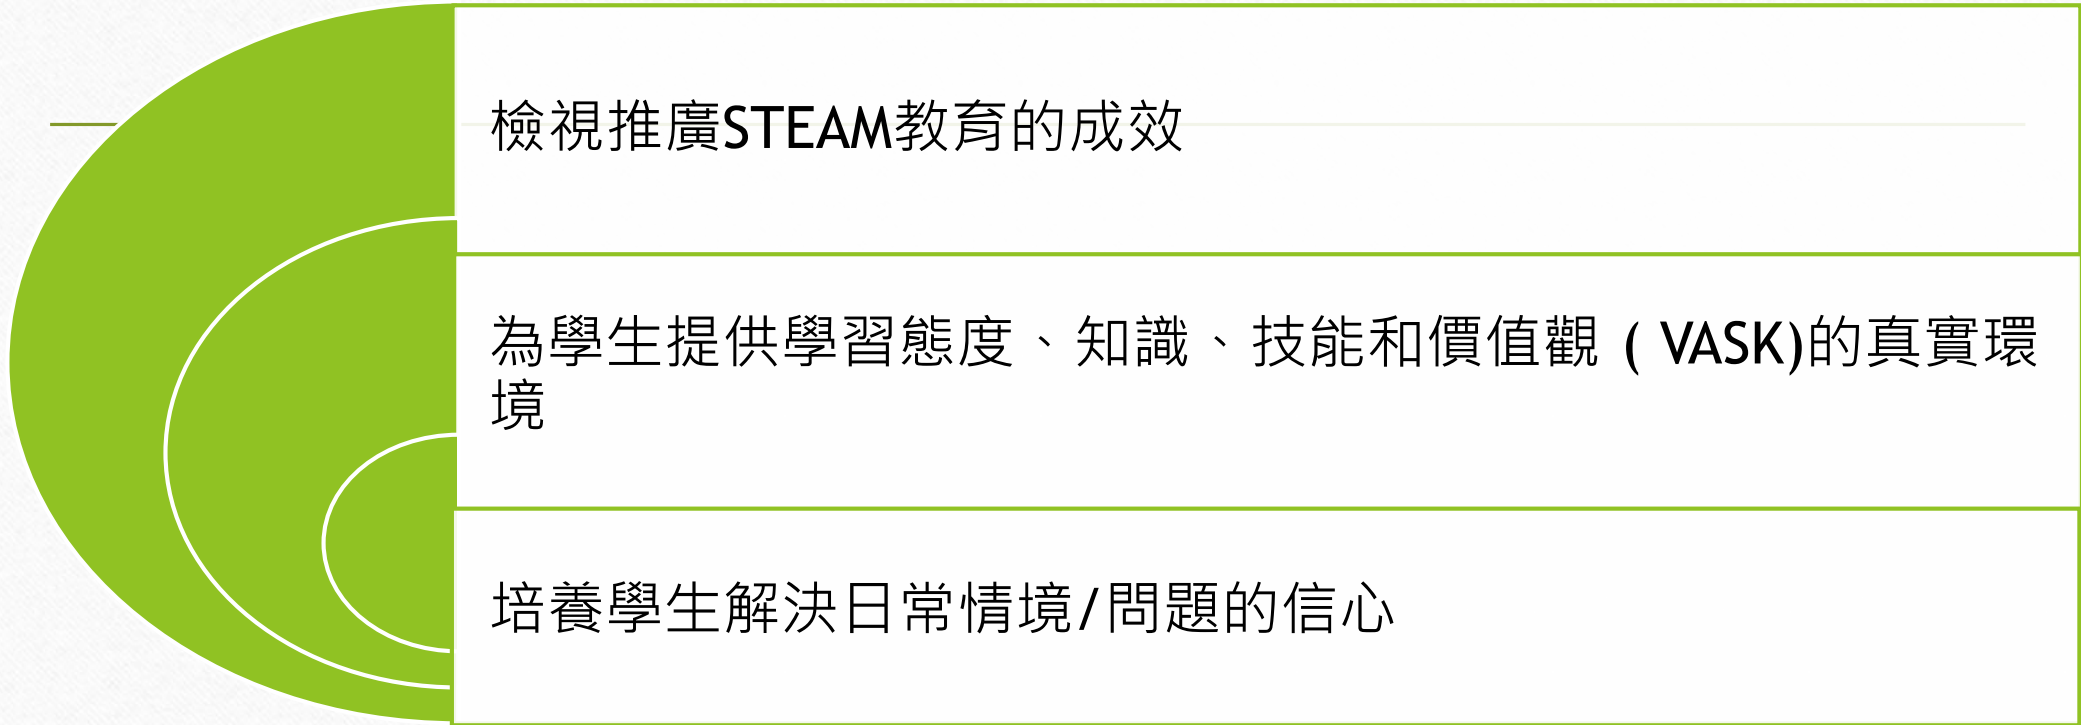 檢視推廣STEAM教育的成效
為學生提供學習態度、知識、技能和價值觀 ( VASK)的真實環
境
培養學生解決日常情境/問題的信心